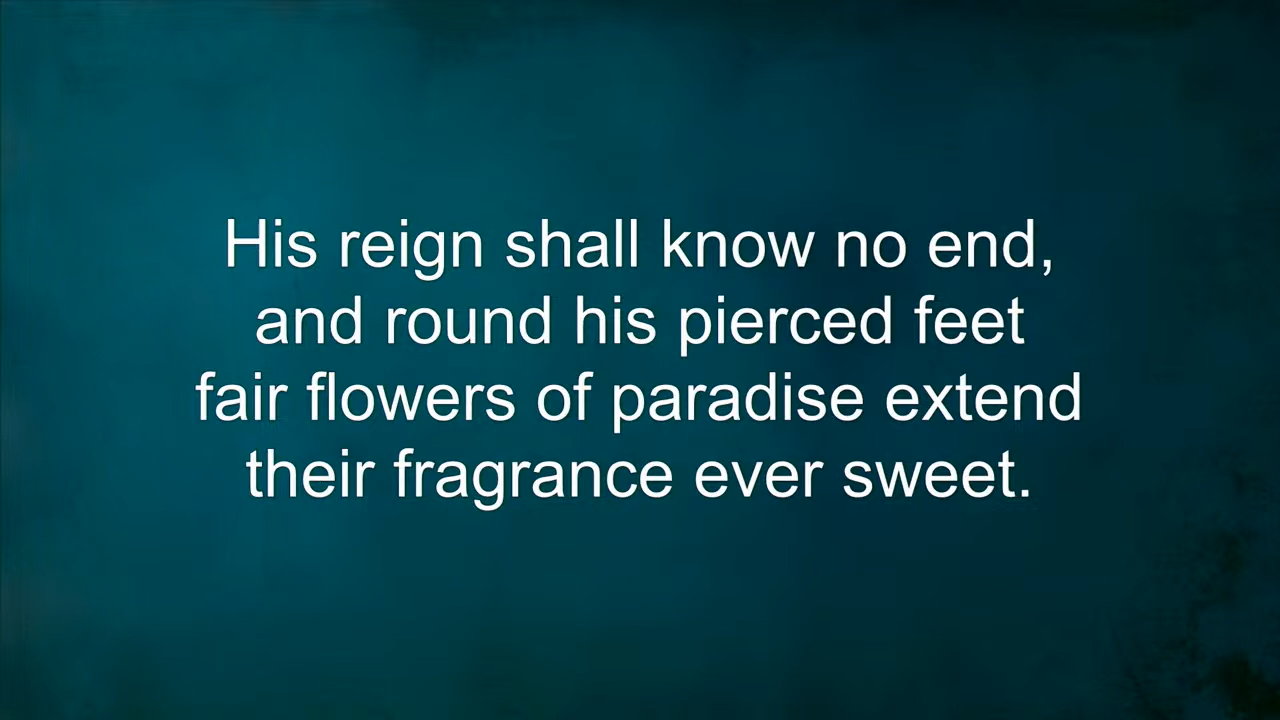 His reign shall know no end,
and round his pierced feet
fair flowers of paradise extend
their fragrance ever sweet.